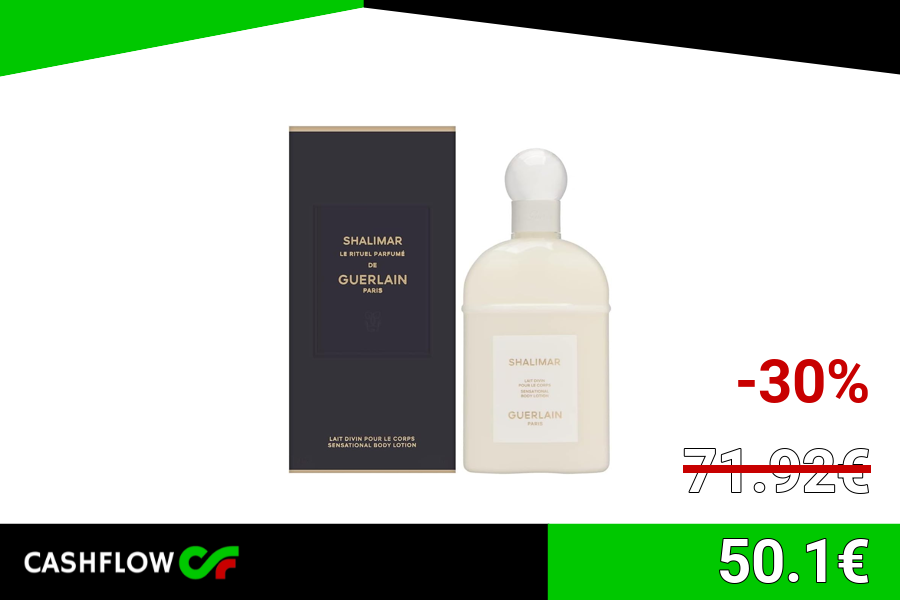 SHALIMAR
LE RITUEL PARFUMÉ
DE
GUERLAIN
PARIS
LAIT DIVIN POUR LE CORPS
SENSATIONAL BODY LOTION
SHALIMAR
LAIT DIVIN
POUR LE CORPS
SENSATIONAL
BODY LOTION
GUERLAIN
PARIS
-30%
71.92€
CASHFLOW
50.1€